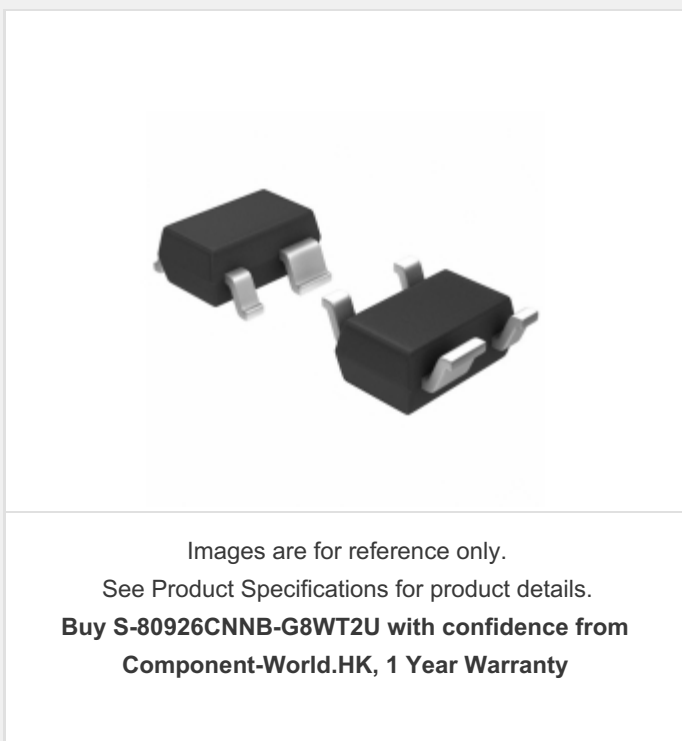 Images are for reference only.
See Product Specifications for product details.
Buy S-80926CNNB-G8WT2U with confidence from
Component-World.HK, 1 Year Warranty